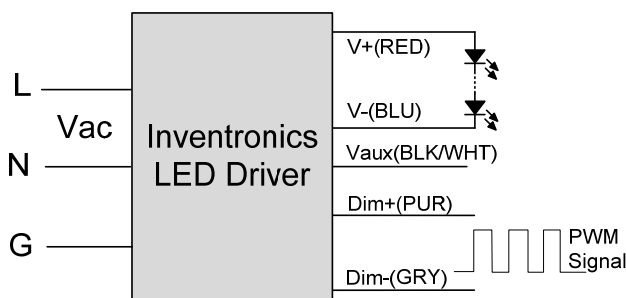 V+(RED)
L
V-(BLU)
Vac
Inventronics
LED Driver
Vaux(BLK/WHT)
N
Dim+(PUR)
G
PWM
Signal
Dim-(GRY)